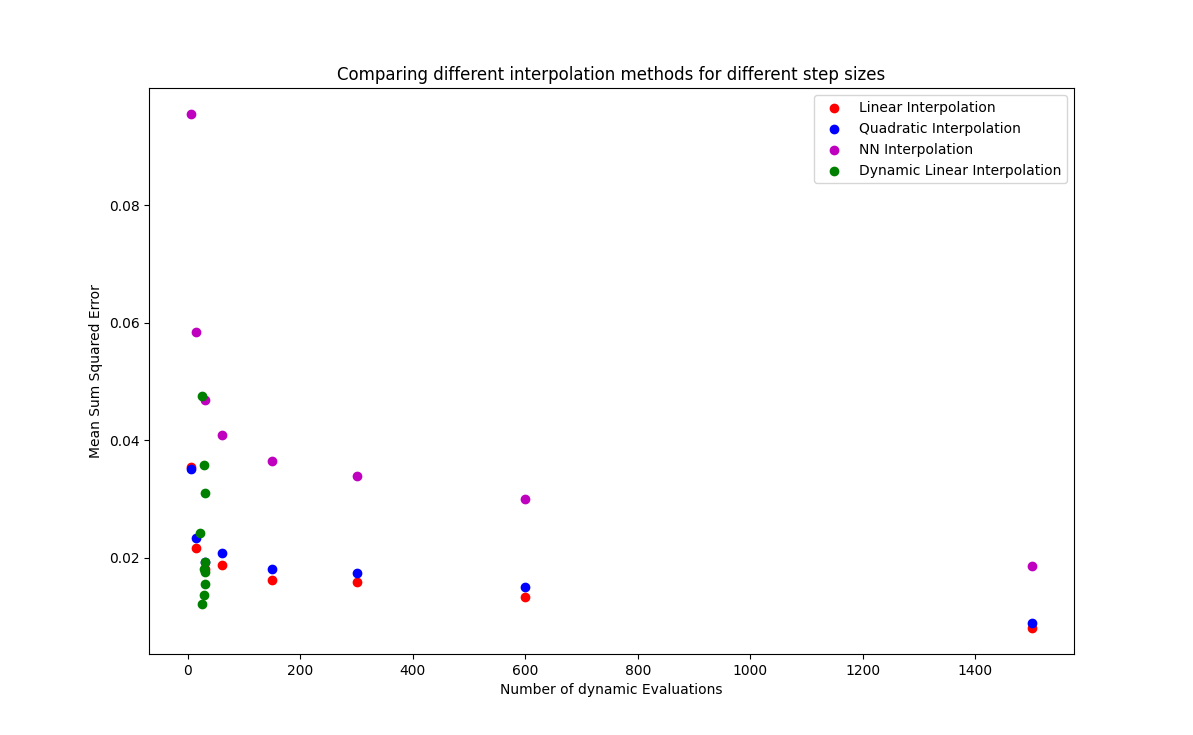 Comparing different interpolation methods for different step sizes
Linear Interpolation
Quadratic Interpolation
NN Interpolation
Dynamic Linear Interpolation
0.08
0.06
0.04
0.02
Mean Sum Squared Error
0 200 400 600 800 1000 1200 1400
Number of dynamic Evaluations